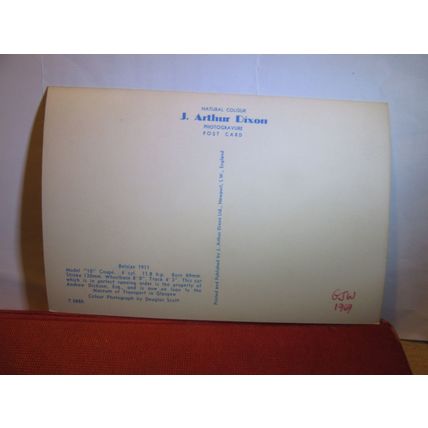 NATURAL COLOUR
J. Arthur Dixon
PHOTOGRAVURE
POST CARD
Printed and Published by J. Arthur Dixon Ltd., Newport, I.W., England
Belsize 1911
Model "10" Coupe. 4 cyl. 11.8 h.p. Bore 69mm
Stroke 120mm. Wheelbase 8' 0". Track 4' 2". This car
which is in perfect running order is the property of
Andrew Dickson, Esq., and is now on loan to the
Museum of Transport in Glasgow
Colour Photograph by Douglas Scott
GJW
1969